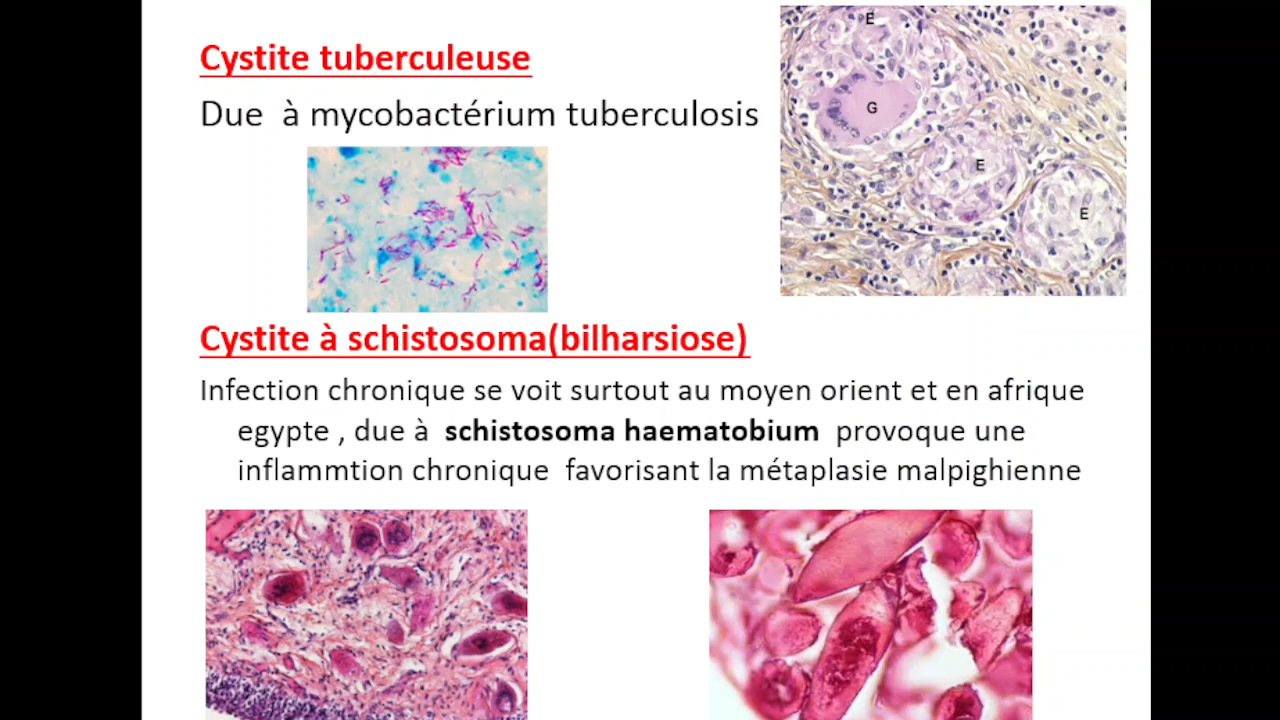 Cystite tuberculeuse
Due à mycobactérium tuberculosis
E
G
E
E
Cystite à schistosoma(bilharsiose)
Infection chronique se voit surtout au moyen orient et en afrique
egypte , due à schistosoma haematobium provoque une
inflammtion chronique favorisant la métaplasie malpighienne